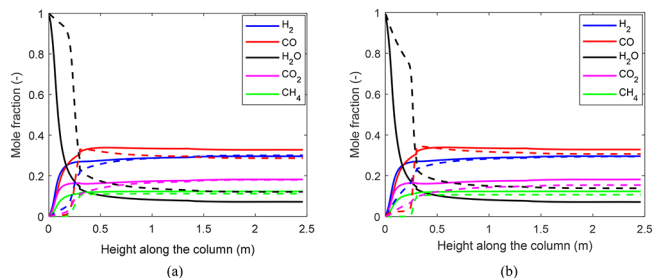 H2
CO
H2O
CO2
CH4
Mole fraction (-)
1
0.8
0.6
0.4
0.2
0
0 0.5 1 1.5 2 2.5
Height along the column (m)
(a)
H2
CO
H2O
CO2
CH4
Mole fraction (-)
1
0.8
0.6
0.4
0.2
0
0 0.5 1 1.5 2 2.5
Height along the column (m)
(b)